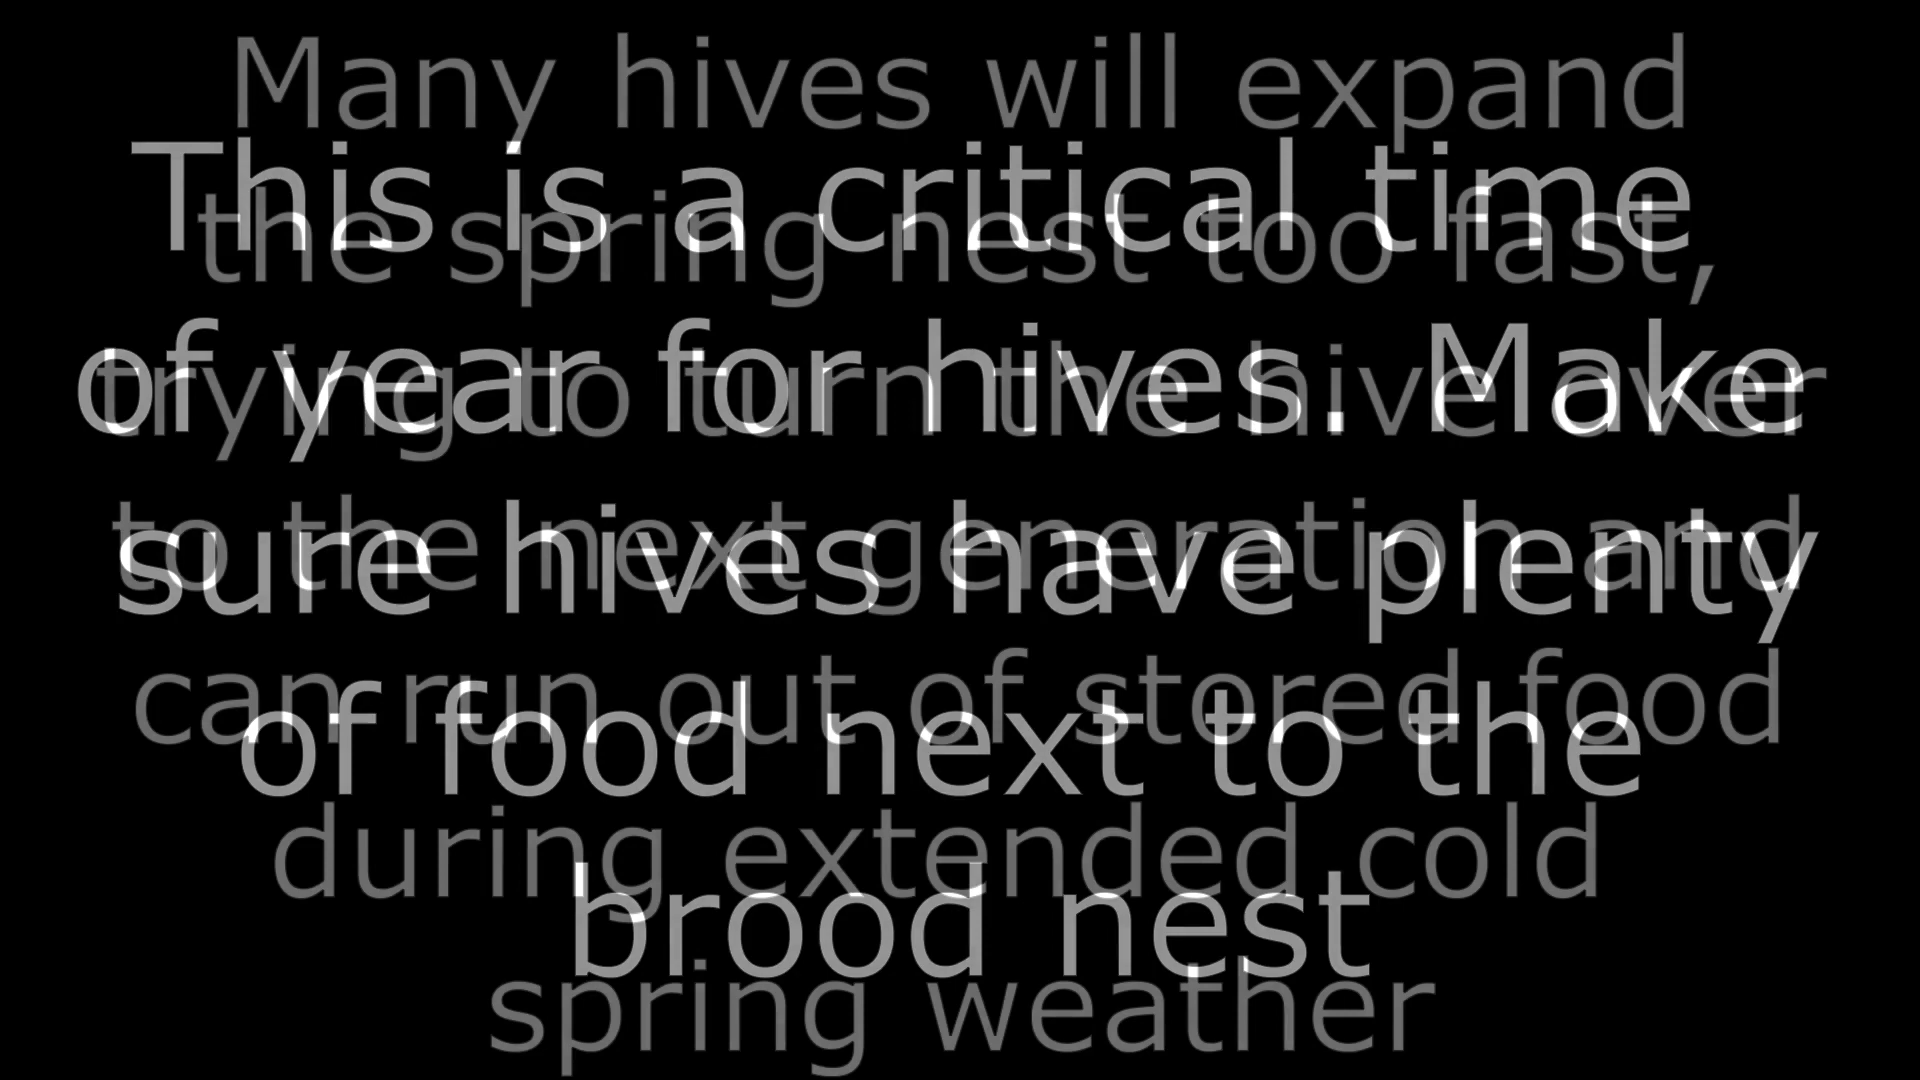 Many hives will expand
the spring nest too fast,
trying to turn the hive over
to the next generation and
can run out of stored food
during extended cold
spring weather
This is a critical time
of year for hives. Make
sure hives have plenty
of food next to the
brood nest